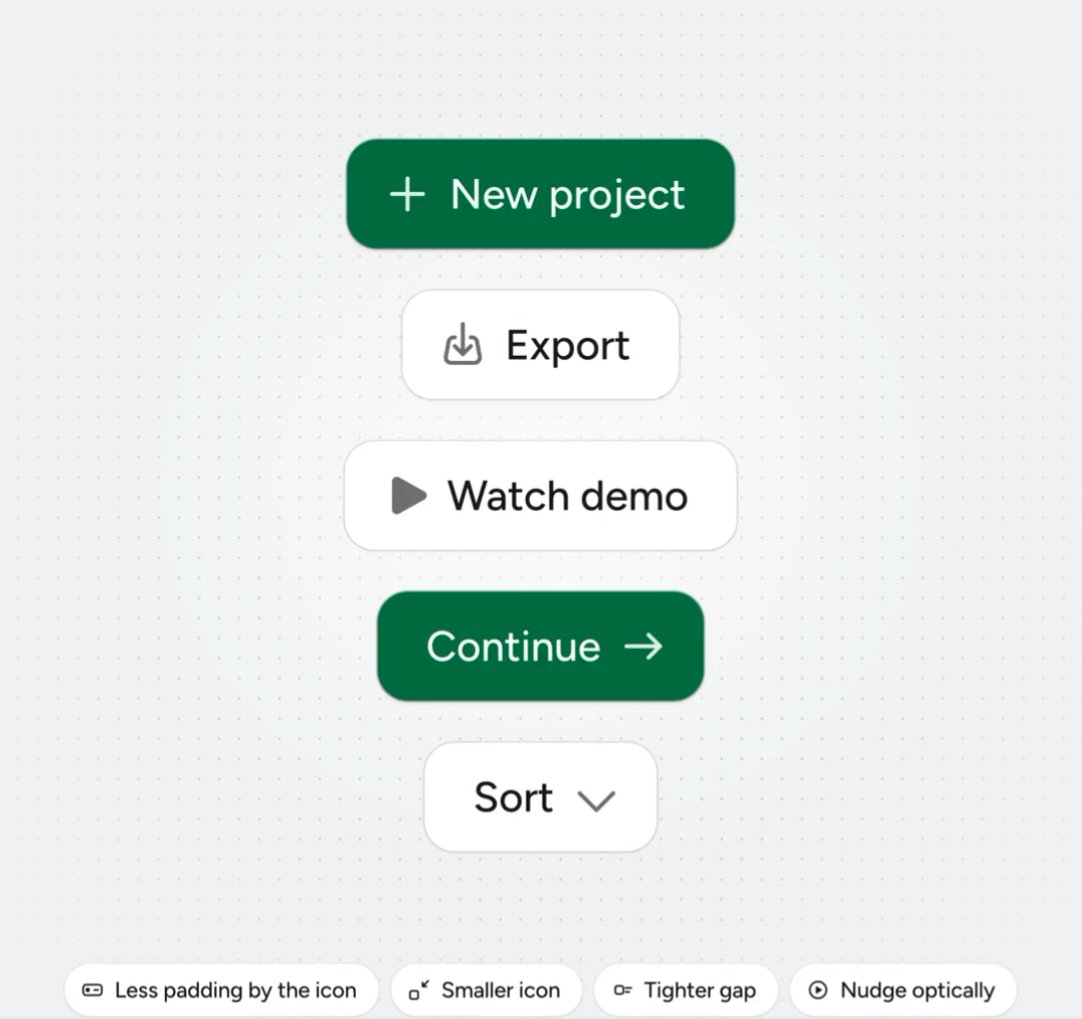 New project
Export
Watch demo
Continue
Sort
Less padding by the icon
Smaller icon
Tighter gap
Nudge optically